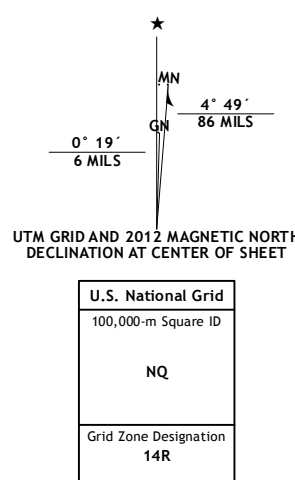 MN
GN
4° 49´
86 MILS
0° 19´
6 MILS
UTM GRID AND 2012 MAGNETIC NORTH
DECLINATION AT CENTER OF SHEET
U.S. National Grid
100,000-m Square ID
NQ
Grid Zone Designation
14R